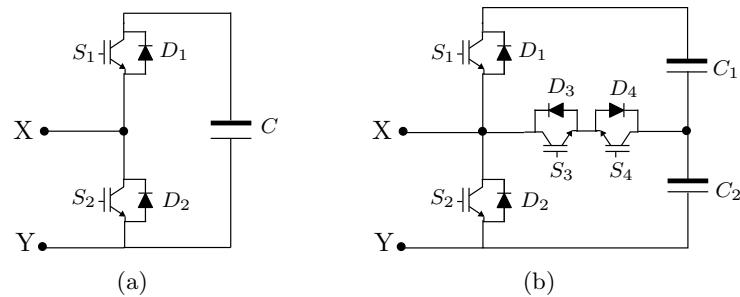 S₁ D₁
X C
S₂ D₂
Y
(a)
S₁ D₁ C₁
D₃ D₄
X
S₃ S₄
S₂ D₂ C₂
Y
(b)